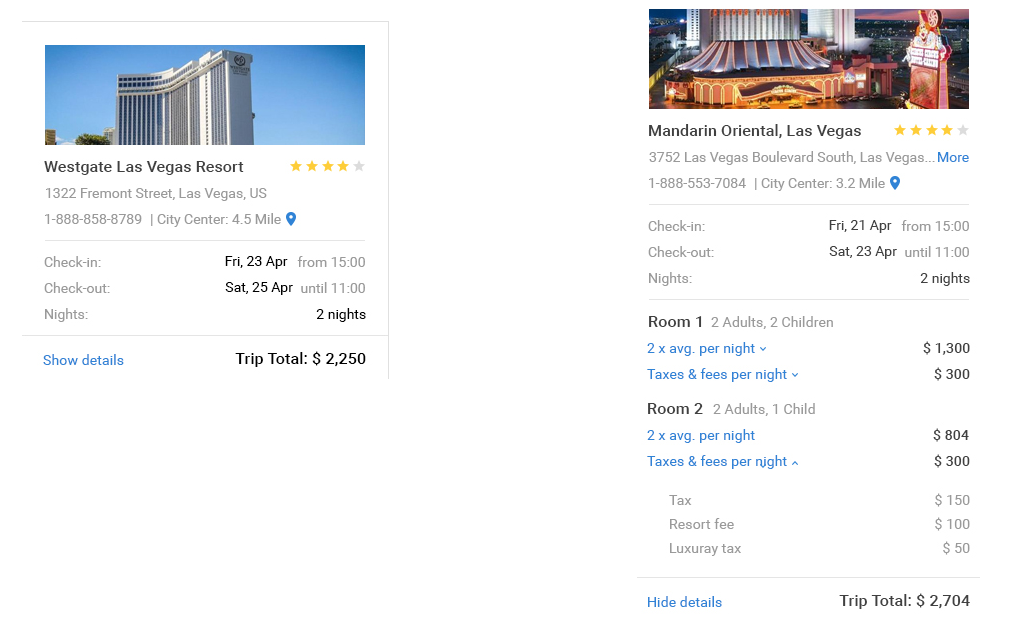 Westgate Las Vegas Resort
1322 Fremont Street, Las Vegas, US
1-888-858-8789 | City Center: 4.5 Mile
Check-in: Fri, 23 Apr from 15:00
Check-out: Sat, 25 Apr until 11:00
Nights: 2 nights
Show details Trip Total: $ 2,250
Mandarin Oriental, Las Vegas
3752 Las Vegas Boulevard South, Las Vegas... More
1-888-553-7084 | City Center: 3.2 Mile
Check-in: Fri, 21 Apr from 15:00
Check-out: Sat, 23 Apr until 11:00
Nights: 2 nights
Room 1 2 Adults, 2 Children
2 x avg. per night $ 1,300
Taxes & fees per night $ 300
Room 2 2 Adults, 1 Child
2 x avg. per night $ 804
Taxes & fees per night $ 300
Tax $ 150
Resort fee $ 100
Luxuray tax $ 50
Hide details Trip Total: $ 2,704